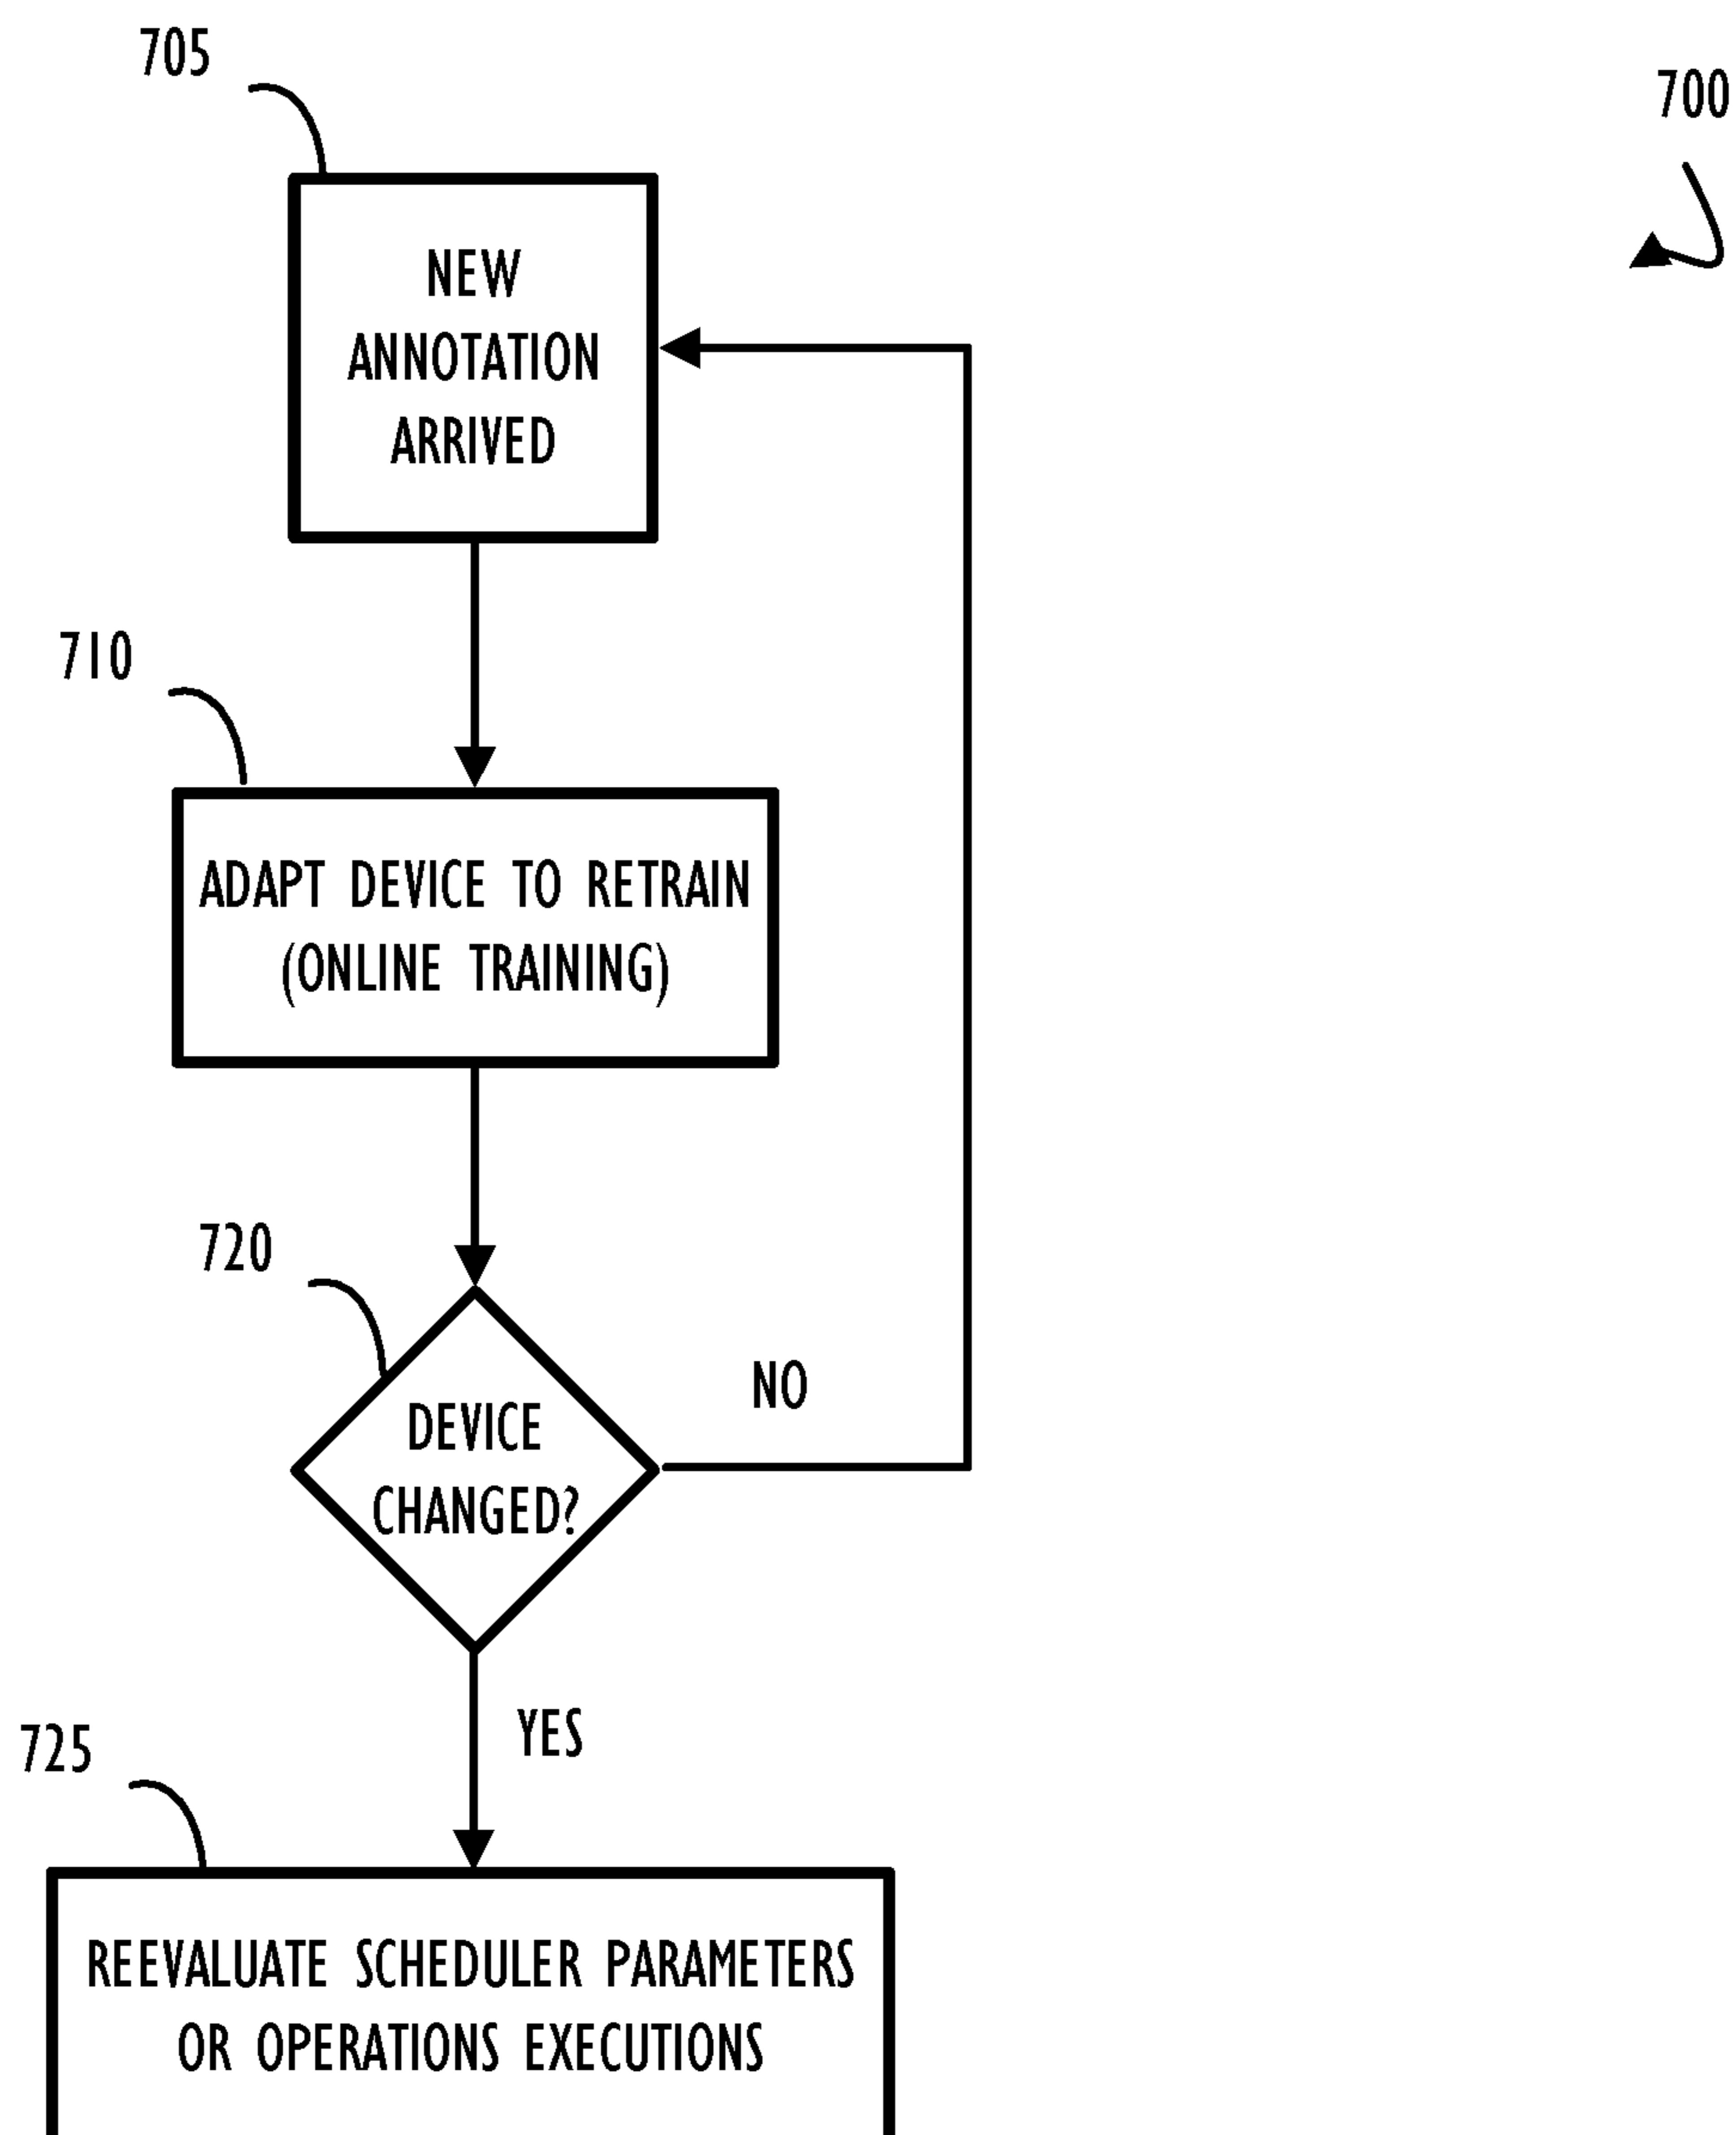 705
700
NEW
ANNOTATION
ARRIVED
710
ADAPT DEVICE TO RETRAIN
(ONLINE TRAINING)
720
NO
DEVICE
CHANGED?
YES
725
REEVALUATE SCHEDULER PARAMETERS
OR OPERATIONS EXECUTIONS